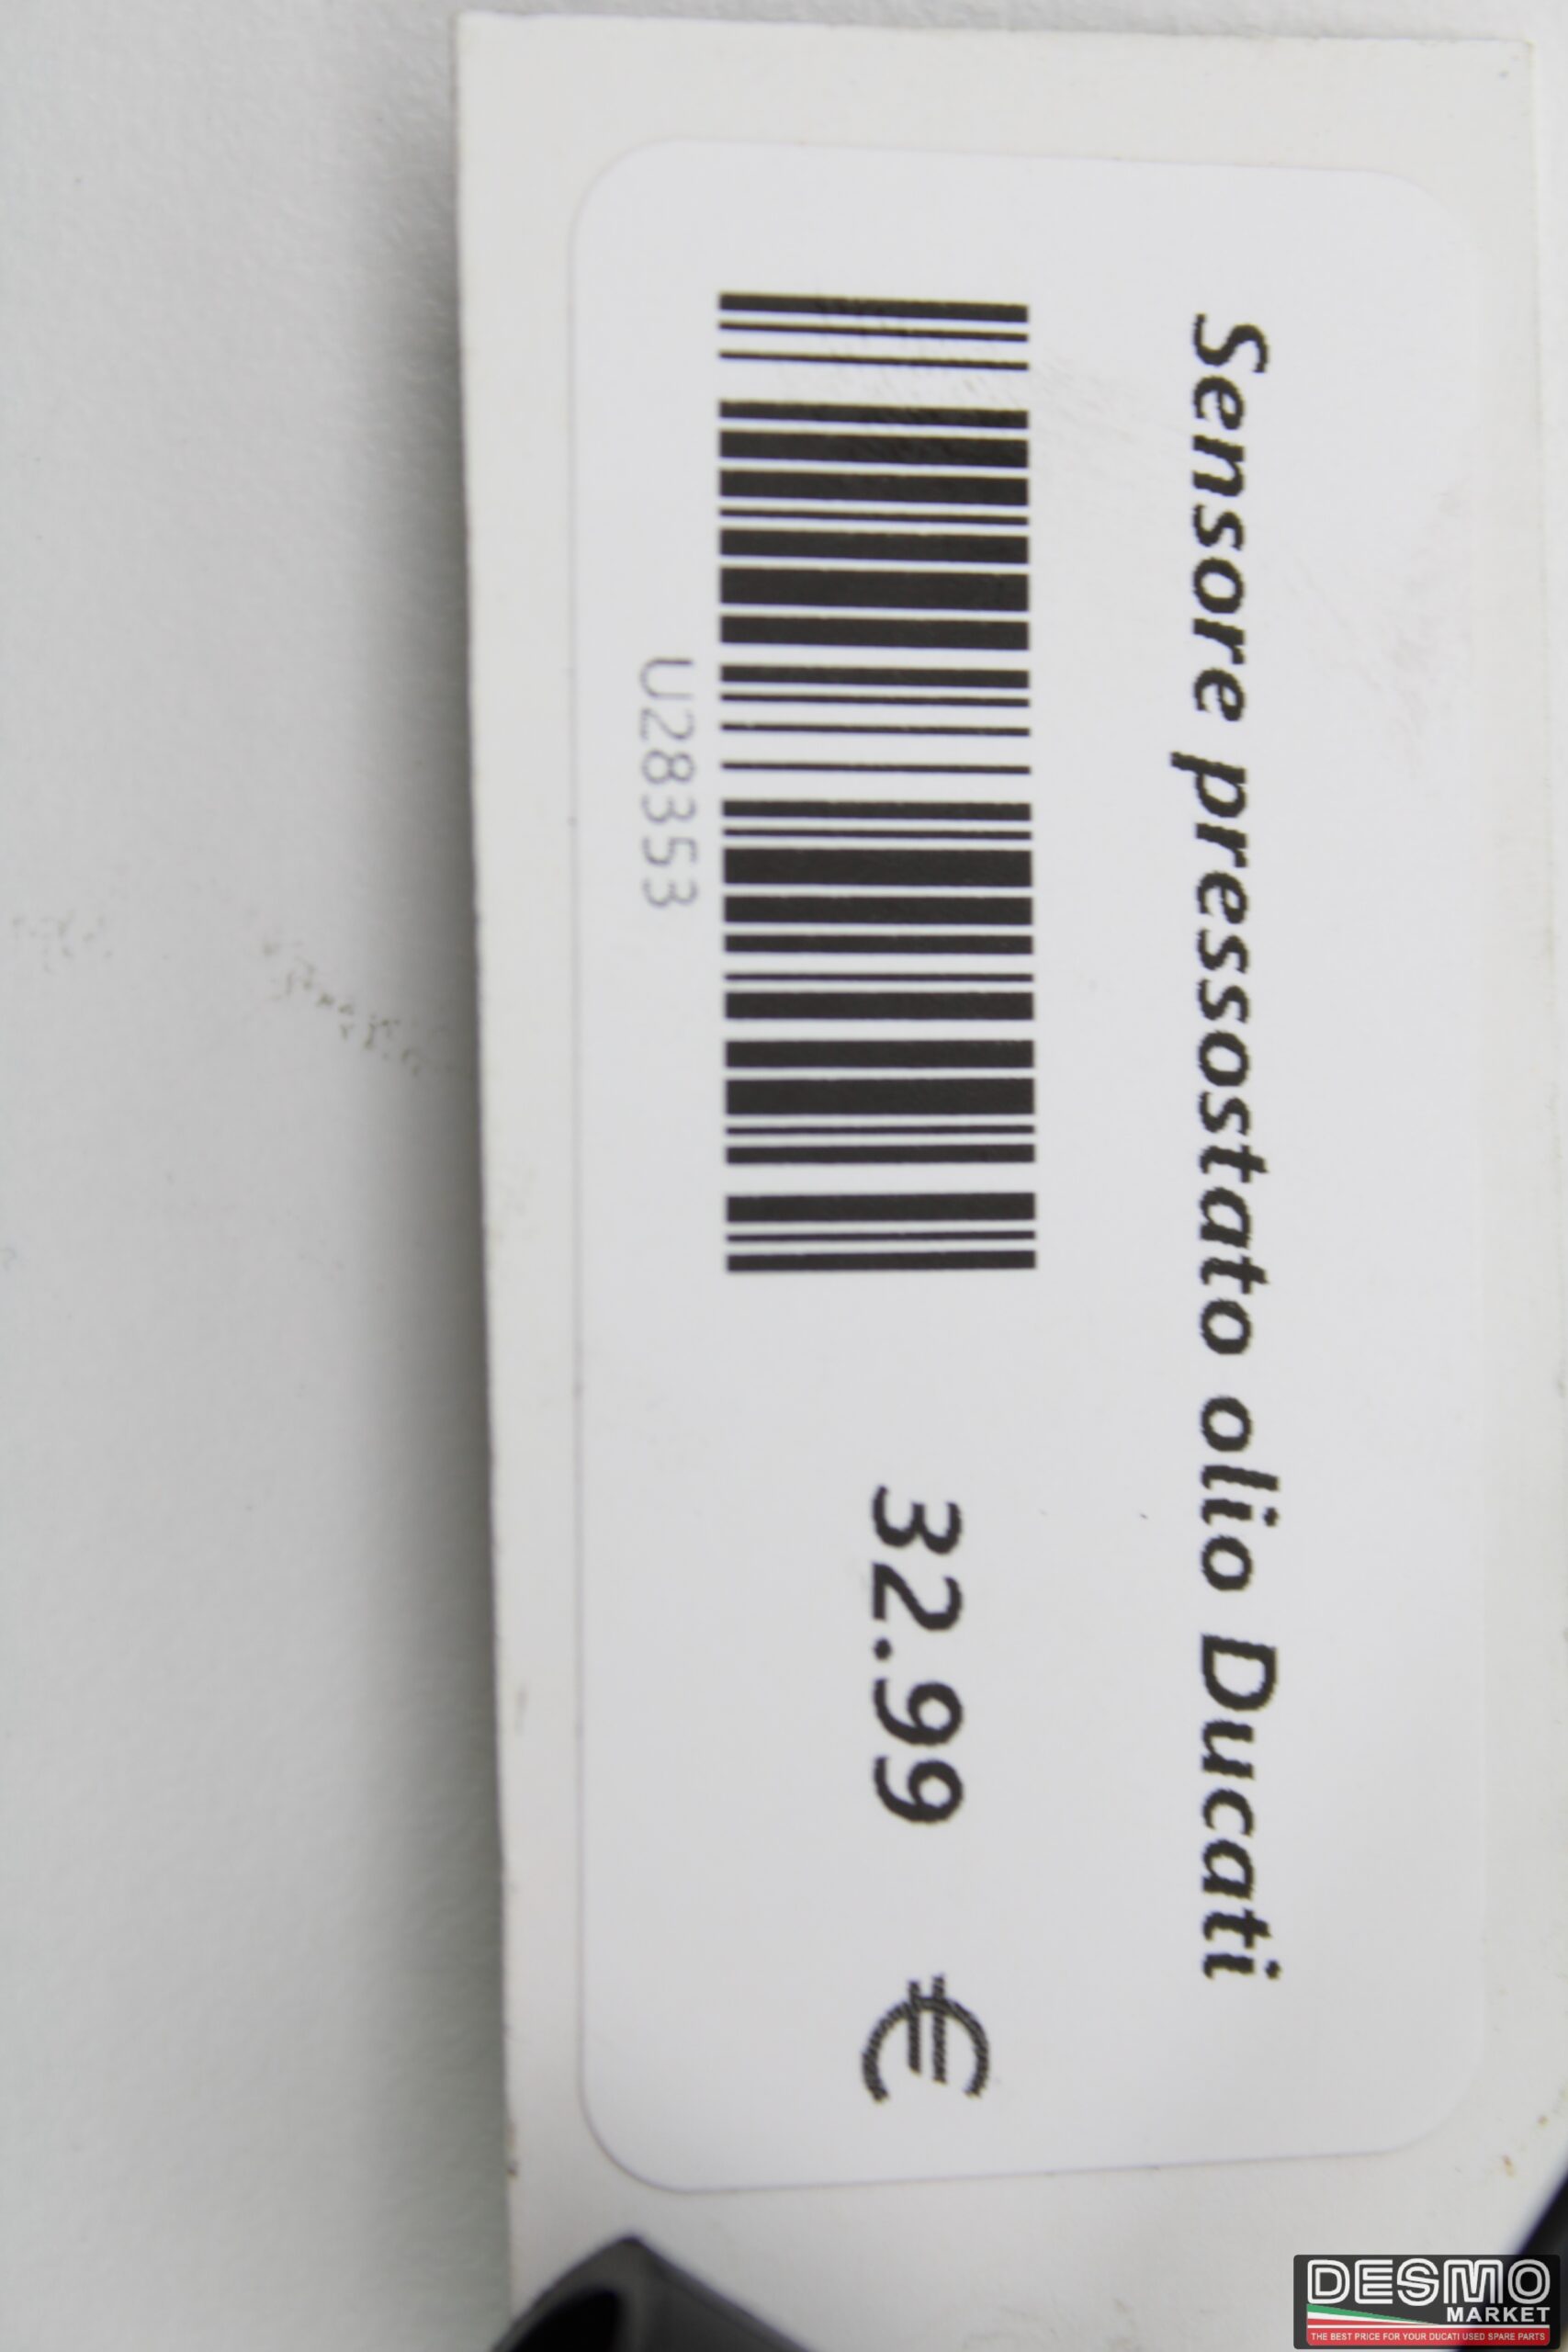 Sensore pressostato olio Ducati
32.99 €
U28353
DESMO
MARKET
THE BEST PRICE FOR YOUR DUCATI USED SPARE PARTS